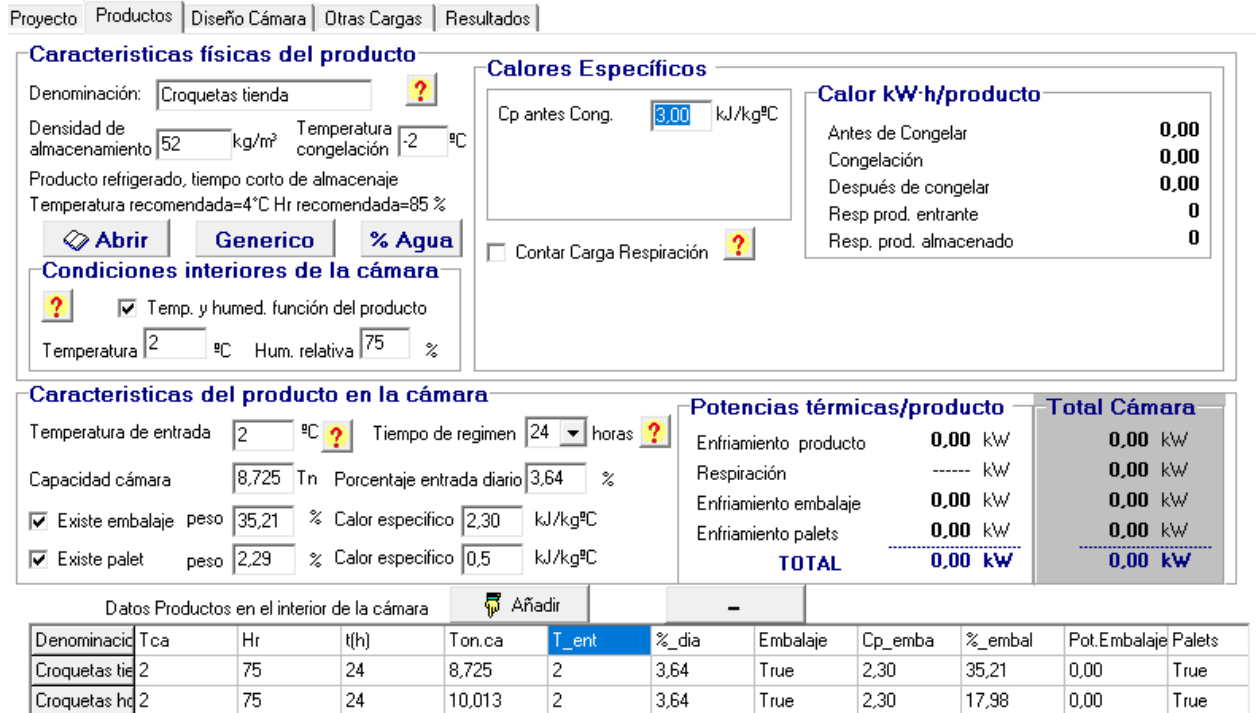 Proyecto Productos Diseño Cámara Otras Cargas Resultados
Caracteristicas físicas del producto
Denominación: Croquetas tienda ?
Densidad de almacenamiento 52 kg/m³ Temperatura congelación -2 ºC
Producto refrigerado, tiempo corto de almacenaje
Temperatura recomendada=4°C Hr recomendada=85 %
Abrir Generico % Agua
Condiciones interiores de la cámara
? Temp. y humed. función del producto
Temperatura 2 ºC Hum. relativa 75 %
Calores Específicos
Cp antes Cong. 3,00 kJ/kgºC
Contar Carga Respiración ?
Calor kW·h/producto
Antes de Congelar 0,00
Congelación 0,00
Después de congelar 0,00
Resp prod. entrante 0
Resp. prod. almacenado 0
Caracteristicas del producto en la cámara
Temperatura de entrada 2 ºC ? Tiempo de regimen 24 horas ?
Capacidad cámara 8,725 Tn Porcentaje entrada diario 3,64 %
Existe embalaje peso 35,21 % Calor especifico 2,30 kJ/kgºC
Existe palet peso 2,29 % Calor especifico 0,5 kJ/kgºC
Potencias térmicas/producto Total Cámara
Enfriamiento producto 0,00 kW 0,00 kW
Respiración ------ kW 0,00 kW
Enfriamiento embalaje 0,00 kW 0,00 kW
Enfriamiento palets 0,00 kW 0,00 kW
TOTAL 0,00 kW 0,00 kW
Datos Productos en el interior de la cámara Añadir –
Denominacic Tca Hr t(h) Ton.ca T_ent %_dia Embalaje Cp_emba %_embal Pot.Embalaje Palets
Croquetas tie 2 75 24 8,725 2 3,64 True 2,30 35,21 0,00 True
Croquetas ho 2 75 24 10,013 2 3,64 True 2,30 17,98 0,00 True